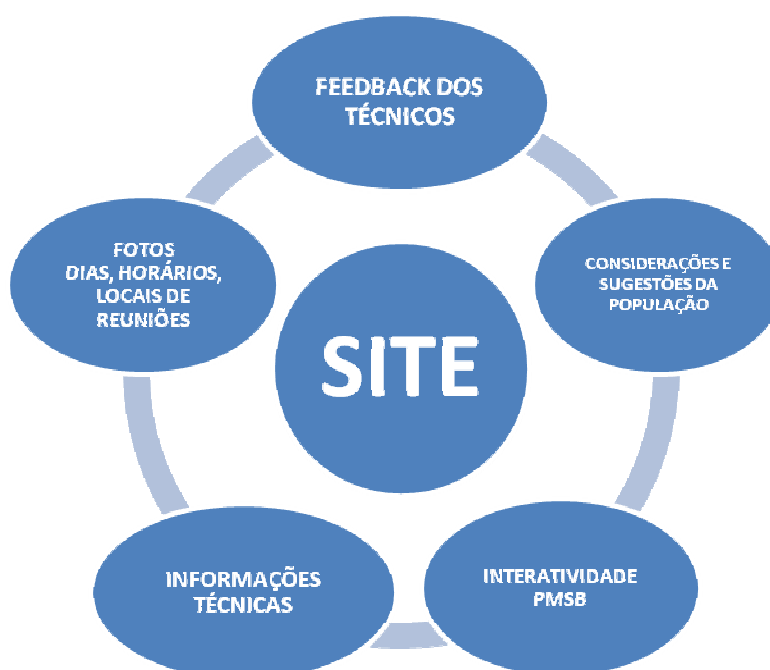 FEEDBACK DOS
TÉCNICOS
CONSIDERAÇÕES E
SUGESTÕES DA
POPULAÇÃO
INTERATIVIDADE
PMSB
INFORMAÇÕES
TÉCNICAS
FOTOS
DIAS, HORÁRIOS,
LOCAIS DE
REUNIÕES
SITE